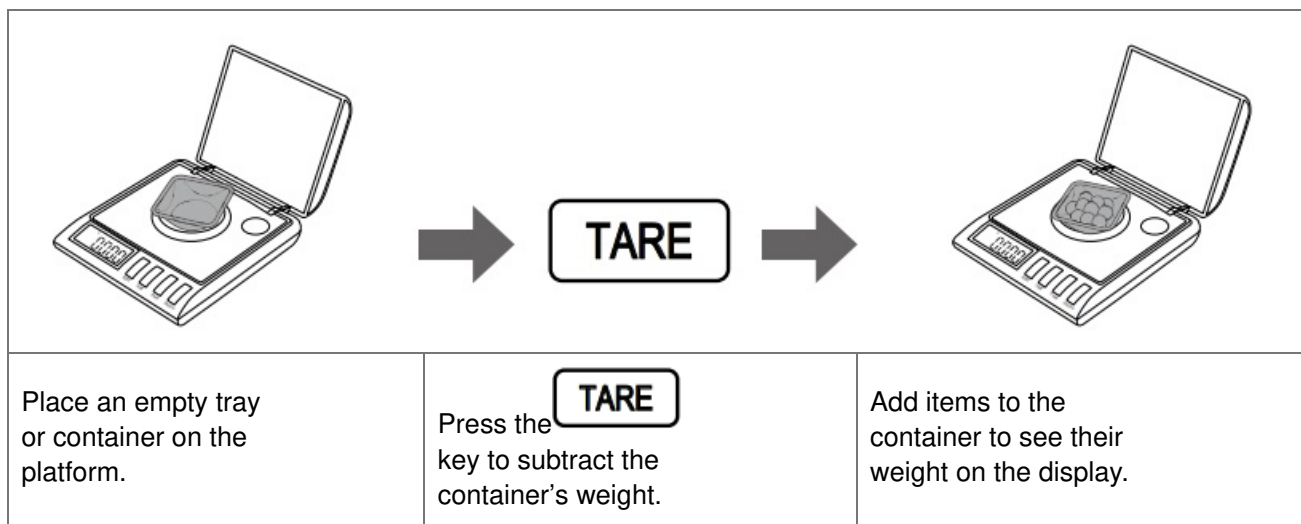 TARE
Place an empty tray
or container on the
platform.
Press the TARE
key to subtract the
container's weight.
Add items to the
container to see their
weight on the display.